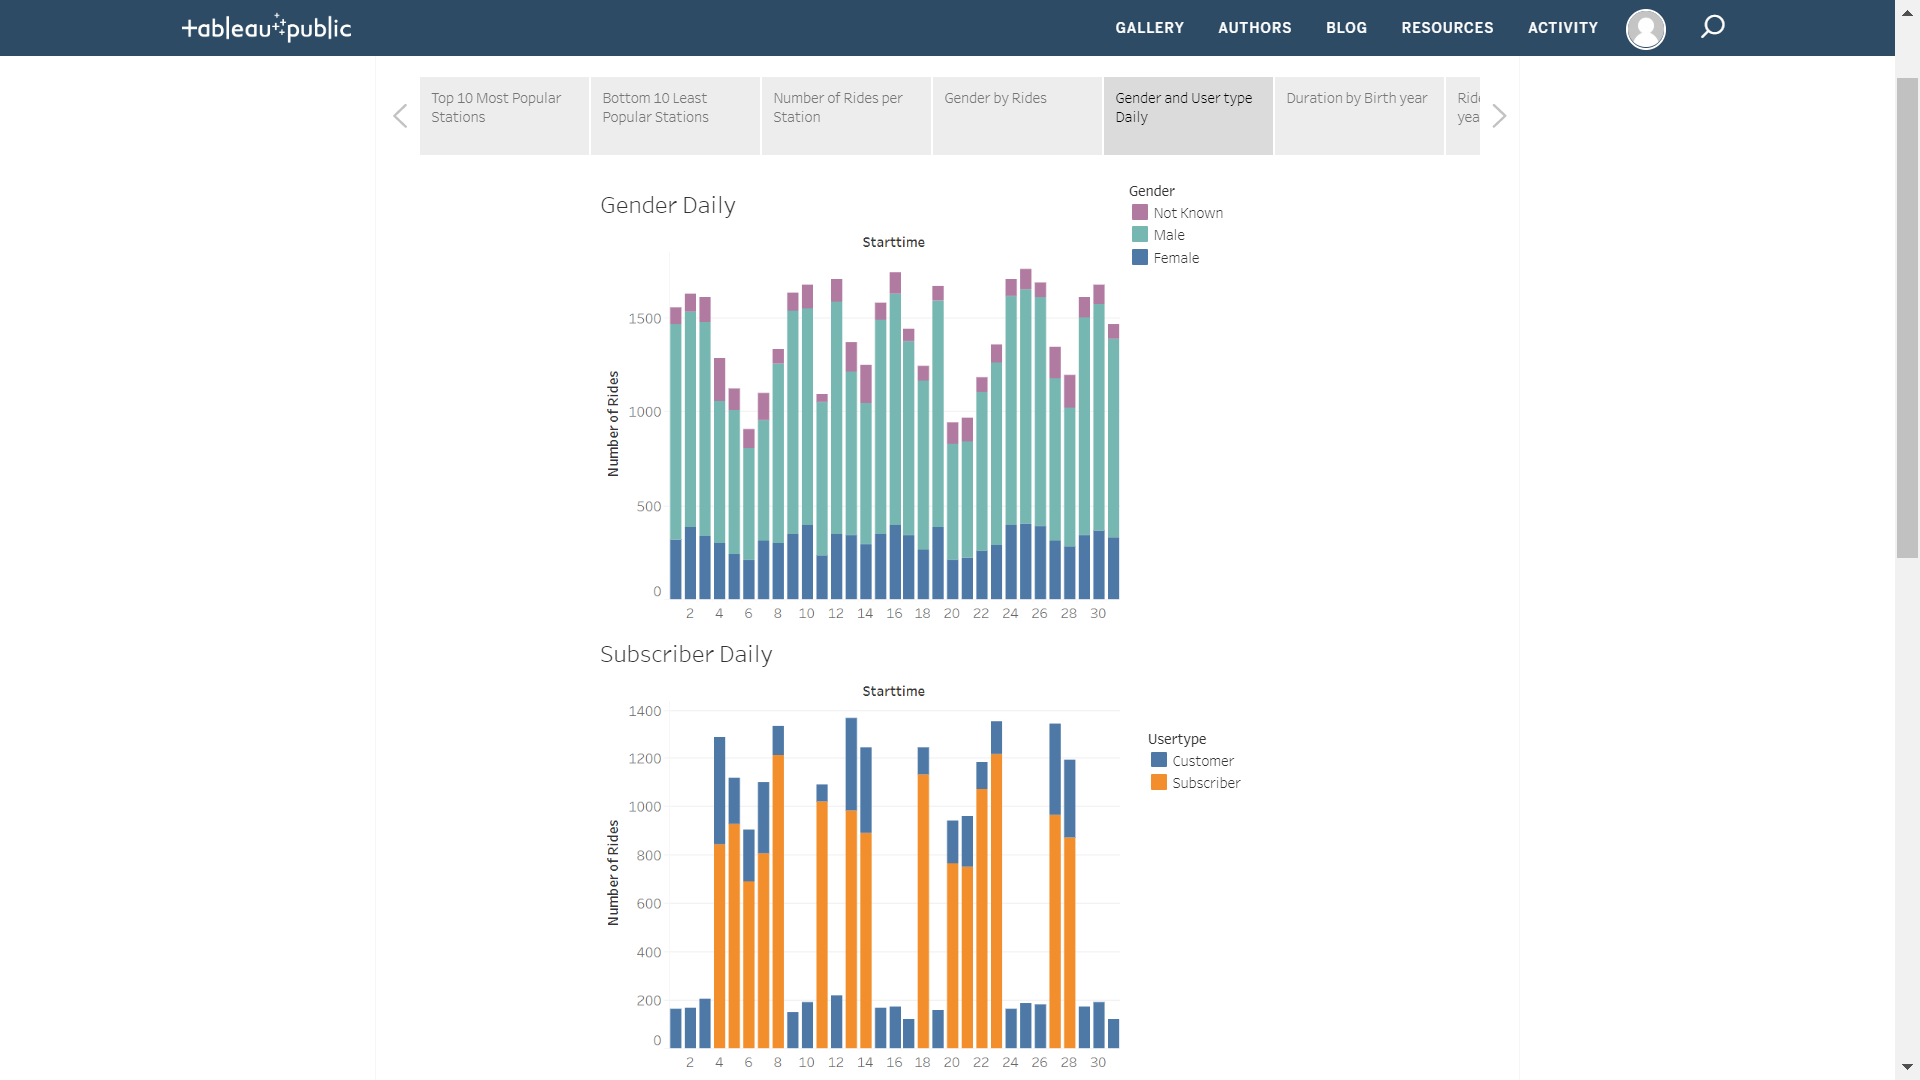 tableau public
GALLERY AUTHORS BLOG RESOURCES ACTIVITY
Top 10 Most Popular
Stations
Bottom 10 Least
Popular Stations
Number of Rides per
Station
Gender by Rides
Gender and User type
Daily
Duration by Birth year
Gender Daily
Starttime
Gender
Not Known
Male
Female
Number of Rides
1500
1000
500
0
2 4 6 8 10 12 14 16 18 20 22 24 26 28 30
Subscriber Daily
Starttime
Usertype
Customer
Subscriber
Number of Rides
1400
1200
1000
800
600
400
200
0
2 4 6 8 10 12 14 16 18 20 22 24 26 28 30